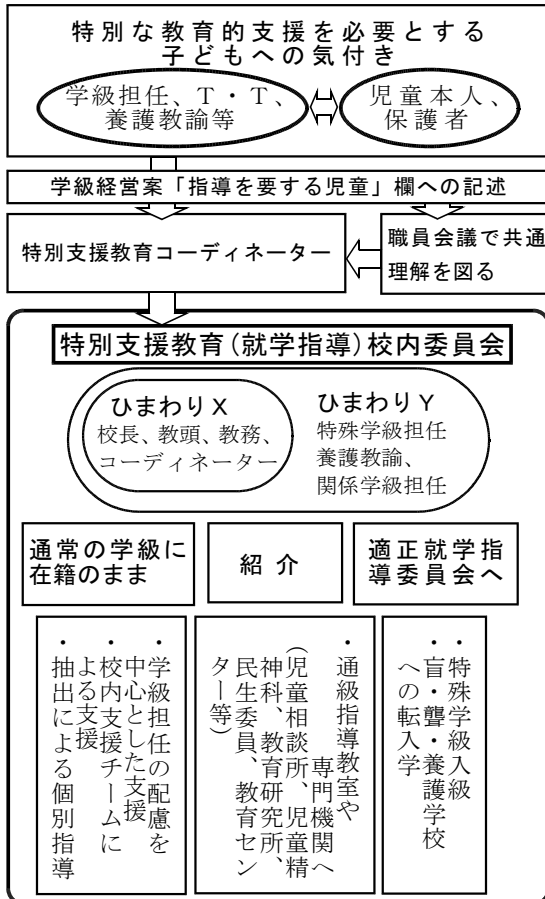 特別な教育的支援を必要とする
子どもへの気付き
学級担任、T・T、
養護教諭等
児童本人、
保護者
学級経営案「指導を要する児童」欄への記述
特別支援教育コーディネーター
職員会議で共通
理解を図る
特別支援教育(就学指導)校内委員会
ひまわりX
校長、教頭、教務、
コーディネーター
ひまわりY
特殊学級担任
養護教諭、
関係学級担任
通常の学級に
在籍のまま
紹介
適正就学指
導委員会へ
・学級担任の配慮を
中心とした支援
・校内支援チームに
よる支援
・抽出による個別指導
・通級指導教室や
専門機関へ
(児童相談所、児童精
神科、教育研究所、
民生委員、教育セン
ター等)
・特殊学級入級
・盲・聾・養護学校
への転入学